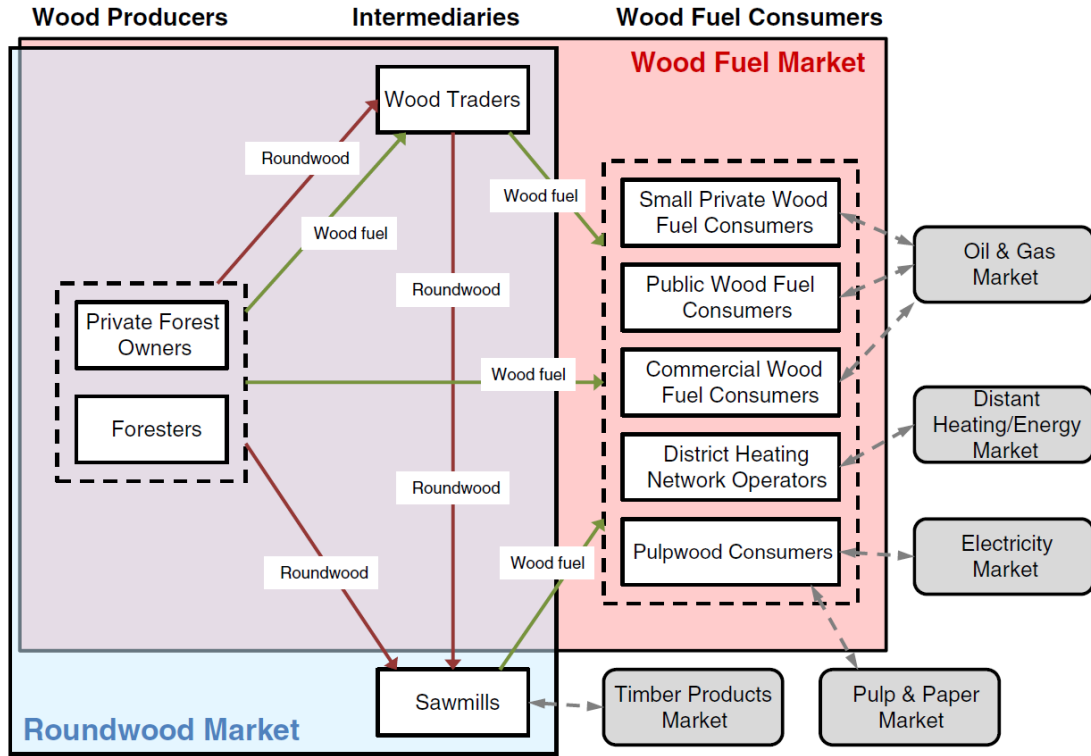 Wood Producers
Intermediaries
Wood Fuel Consumers
Wood Fuel Market
Wood Traders
Roundwood
Wood fuel
Wood fuel
Small Private Wood
Fuel Consumers
Oil & Gas
Market
Public Wood Fuel
Consumers
Roundwood
Private Forest
Owners
Wood fuel
Commercial Wood
Fuel Consumers
Foresters
Distant
Heating/Energy
Market
District Heating
Network Operators
Roundwood
Pulpwood Consumers
Electricity
Market
Wood fuel
Roundwood
Sawmills
Timber Products
Market
Pulp & Paper
Market
Roundwood Market